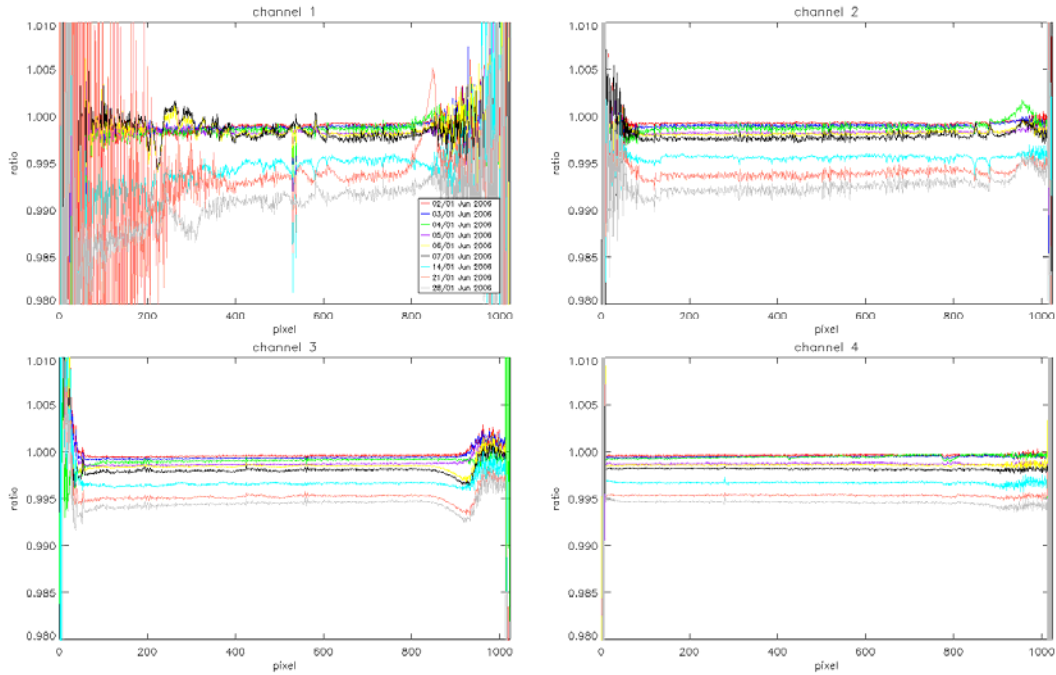 channel 1
1.010
1.005
1.000
0.995
0.990
0.985
0.980
ratio
0
200
400
600
800
1000
pixel
02/01 Jun 2006
03/01 Jun 2006
04/01 Jun 2006
05/01 Jun 2006
06/01 Jun 2006
07/01 Jun 2006
14/01 Jun 2006
21/01 Jun 2006
28/01 Jun 2006
channel 2
1.010
1.005
1.000
0.995
0.990
0.985
0.980
ratio
0
200
400
600
800
1000
pixel
channel 3
1.010
1.005
1.000
0.995
0.990
0.985
0.980
ratio
0
200
400
600
800
1000
pixel
channel 4
1.010
1.005
1.000
0.995
0.990
0.985
0.980
ratio
0
200
400
600
800
1000
pixel